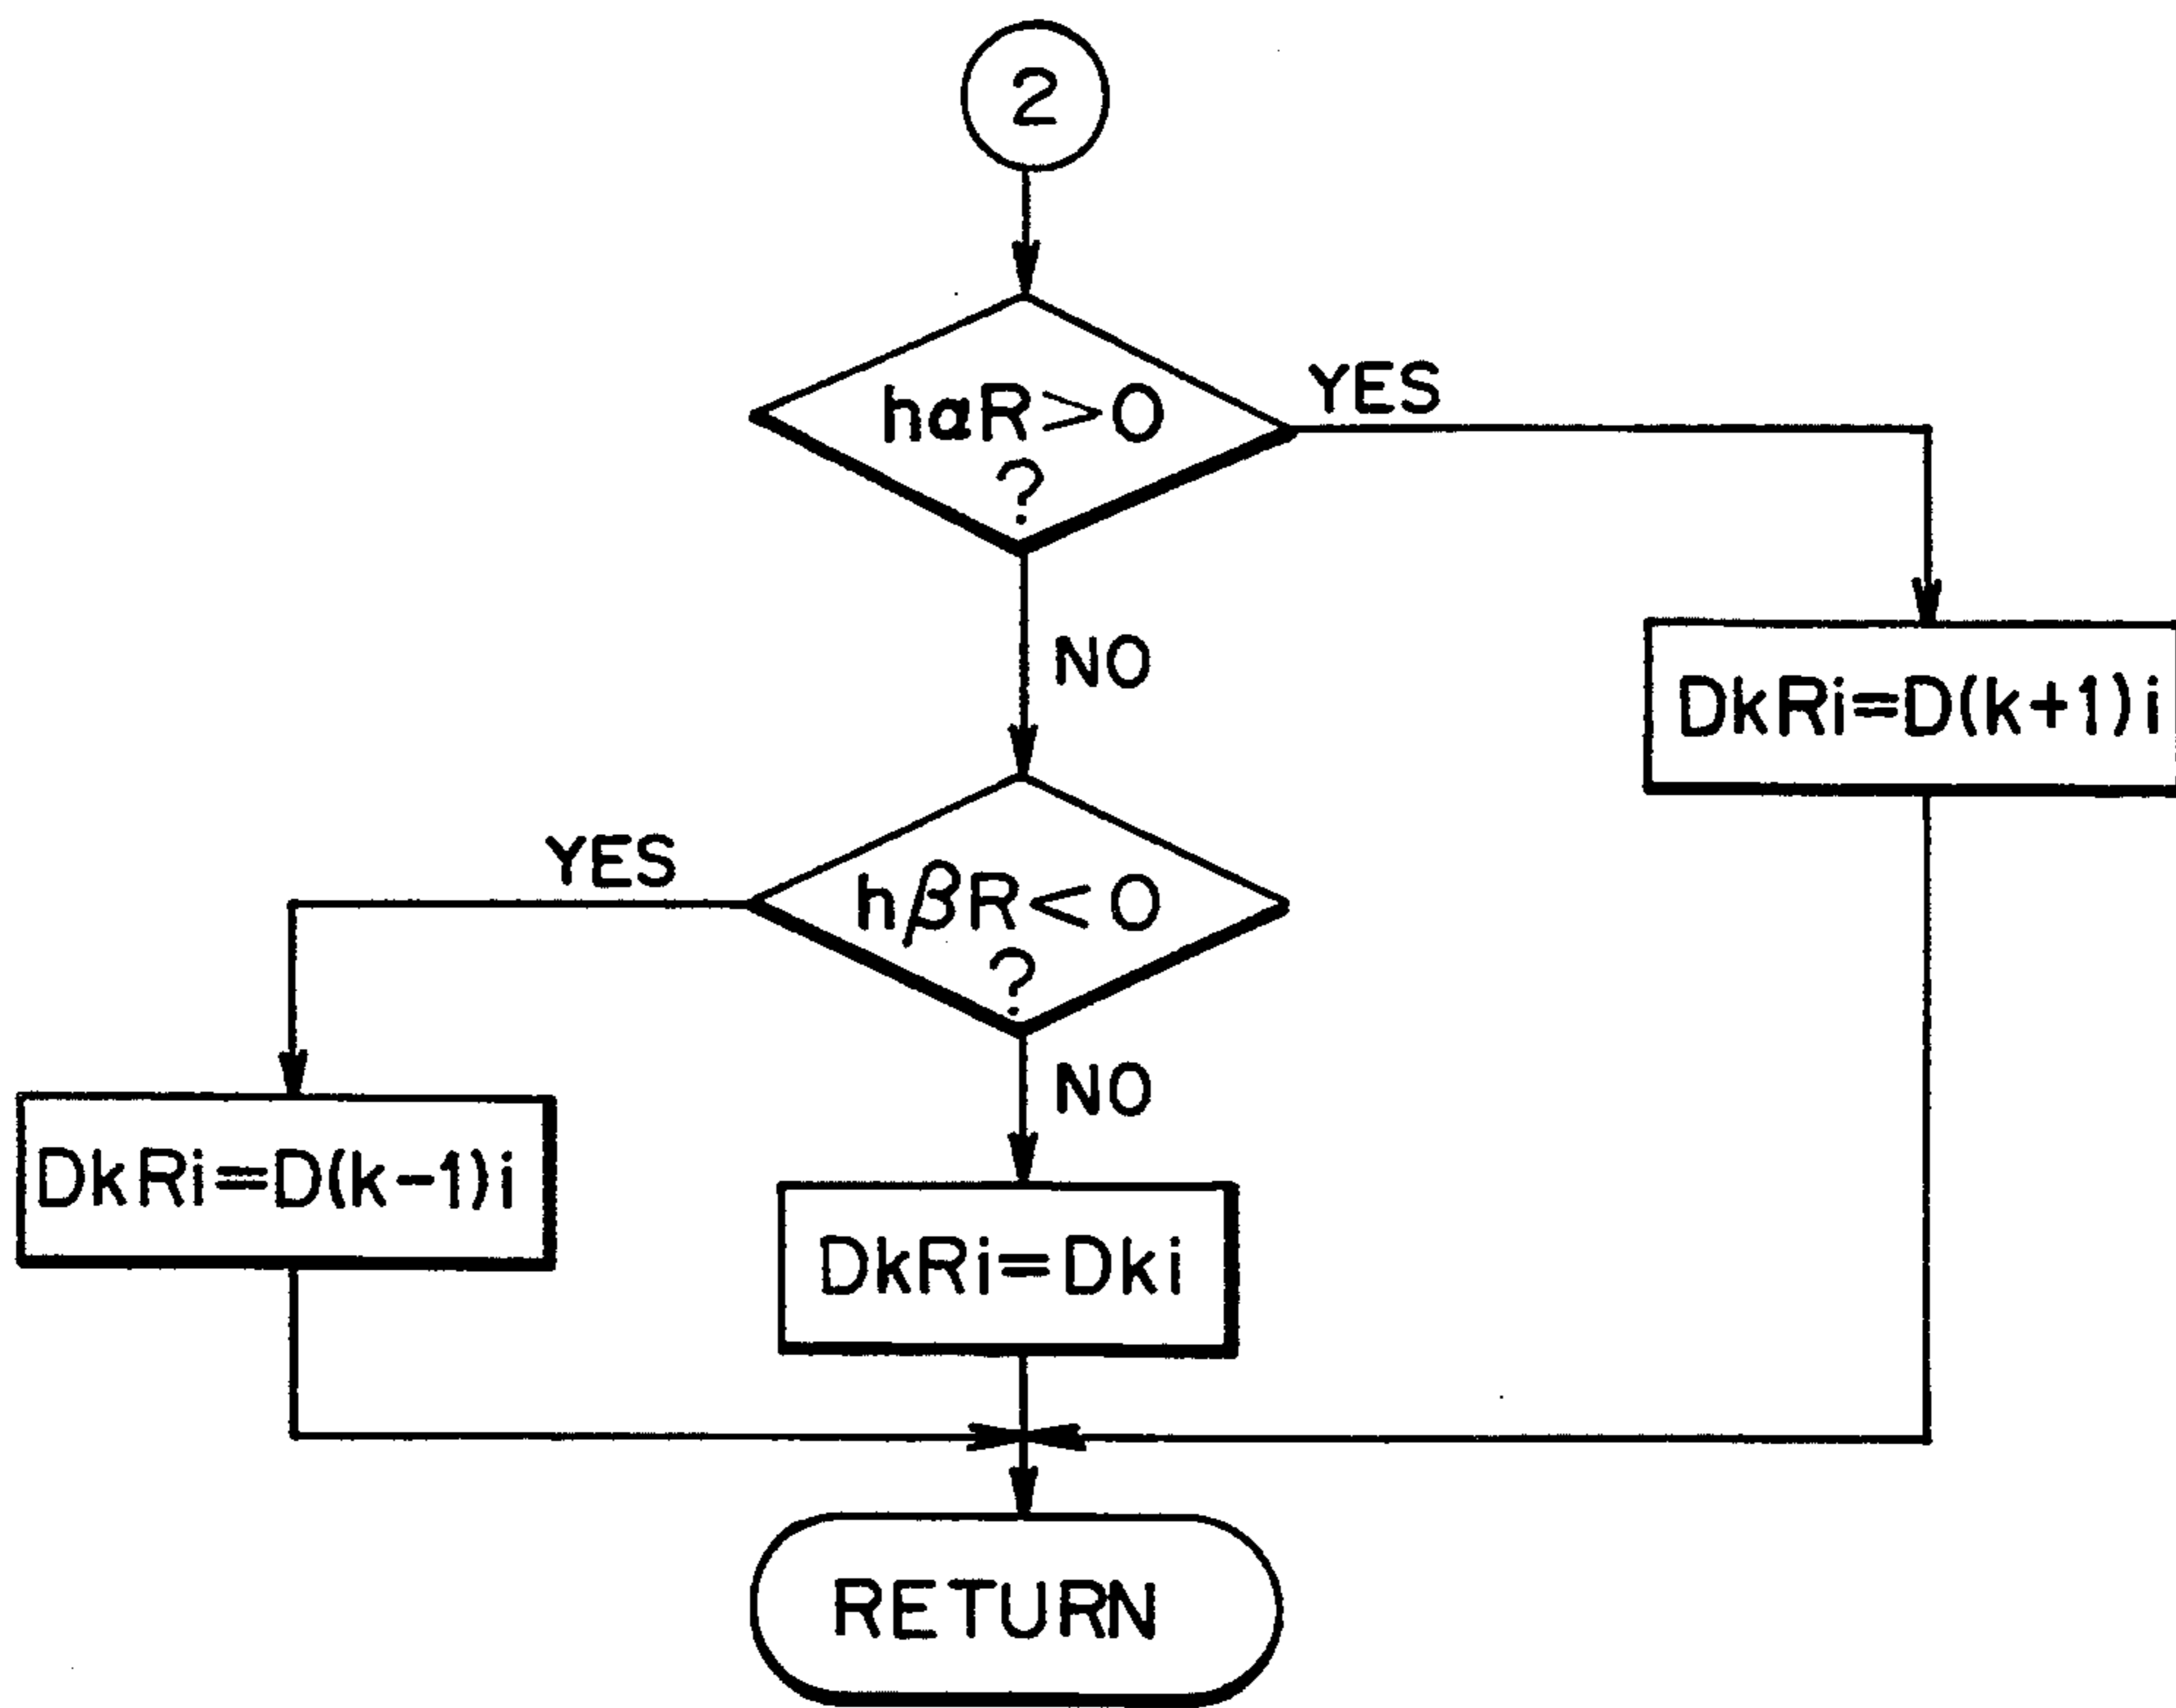 2
hαR>0
?
YES
NO
DkRi=D(k+1)i
YES
hβR<0
?
NO
DkRi=D(k-1)i
DkRi=Dki
RETURN